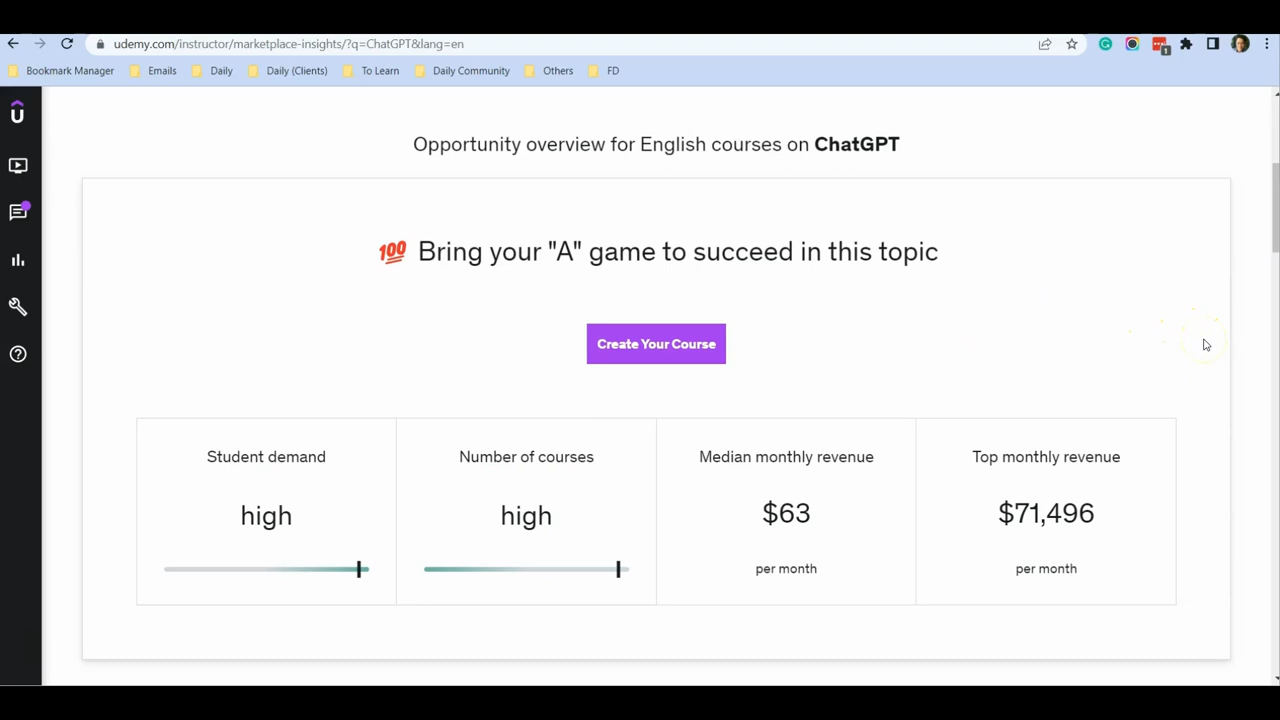 udemy.com/instructor/marketplace-insights/?q=ChatGPT&lang=en
1
Bookmark Manager Emails Daily Daily (Clients) To Learn Daily Community Others FD
Opportunity overview for English courses on ChatGPT
💯 Bring your "A" game to succeed in this topic
Create Your Course
Student demand Number of courses Median monthly revenue Top monthly revenue
high high $63 $71,496
per month per month